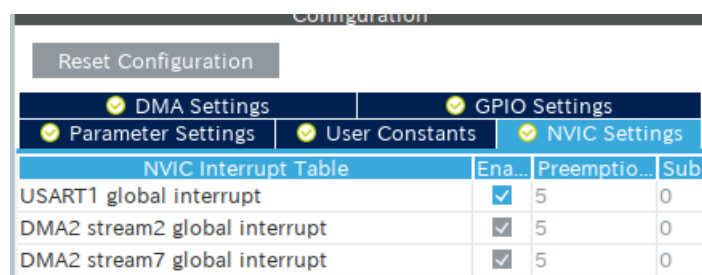 Configuration
Reset Configuration
DMA Settings GPIO Settings
Parameter Settings User Constants NVIC Settings
NVIC Interrupt Table Ena... Preemptio... Sub
USART1 global interrupt 5 0
DMA2 stream2 global interrupt 5 0
DMA2 stream7 global interrupt 5 0